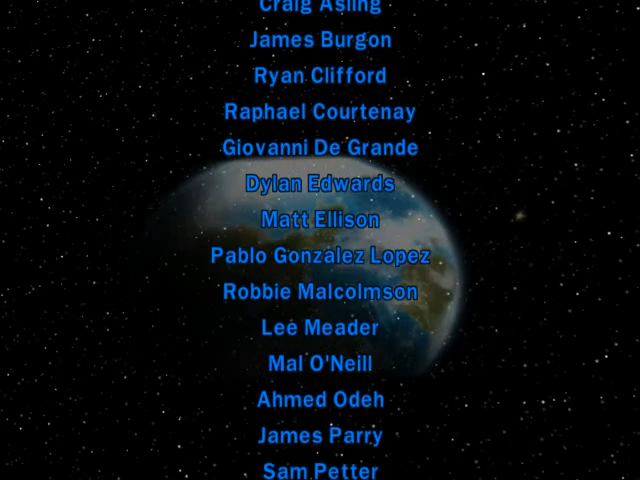 Craig Asling
James Burgon
Ryan Clifford
Raphael Courtenay
Giovanni De Grande
Dylan Edwards
Matt Ellison
Pablo Gonzalez Lopez
Robbie Malcolmson
Lee Meader
Mal O'Neill
Ahmed Odeh
James Parry
Sam Petter